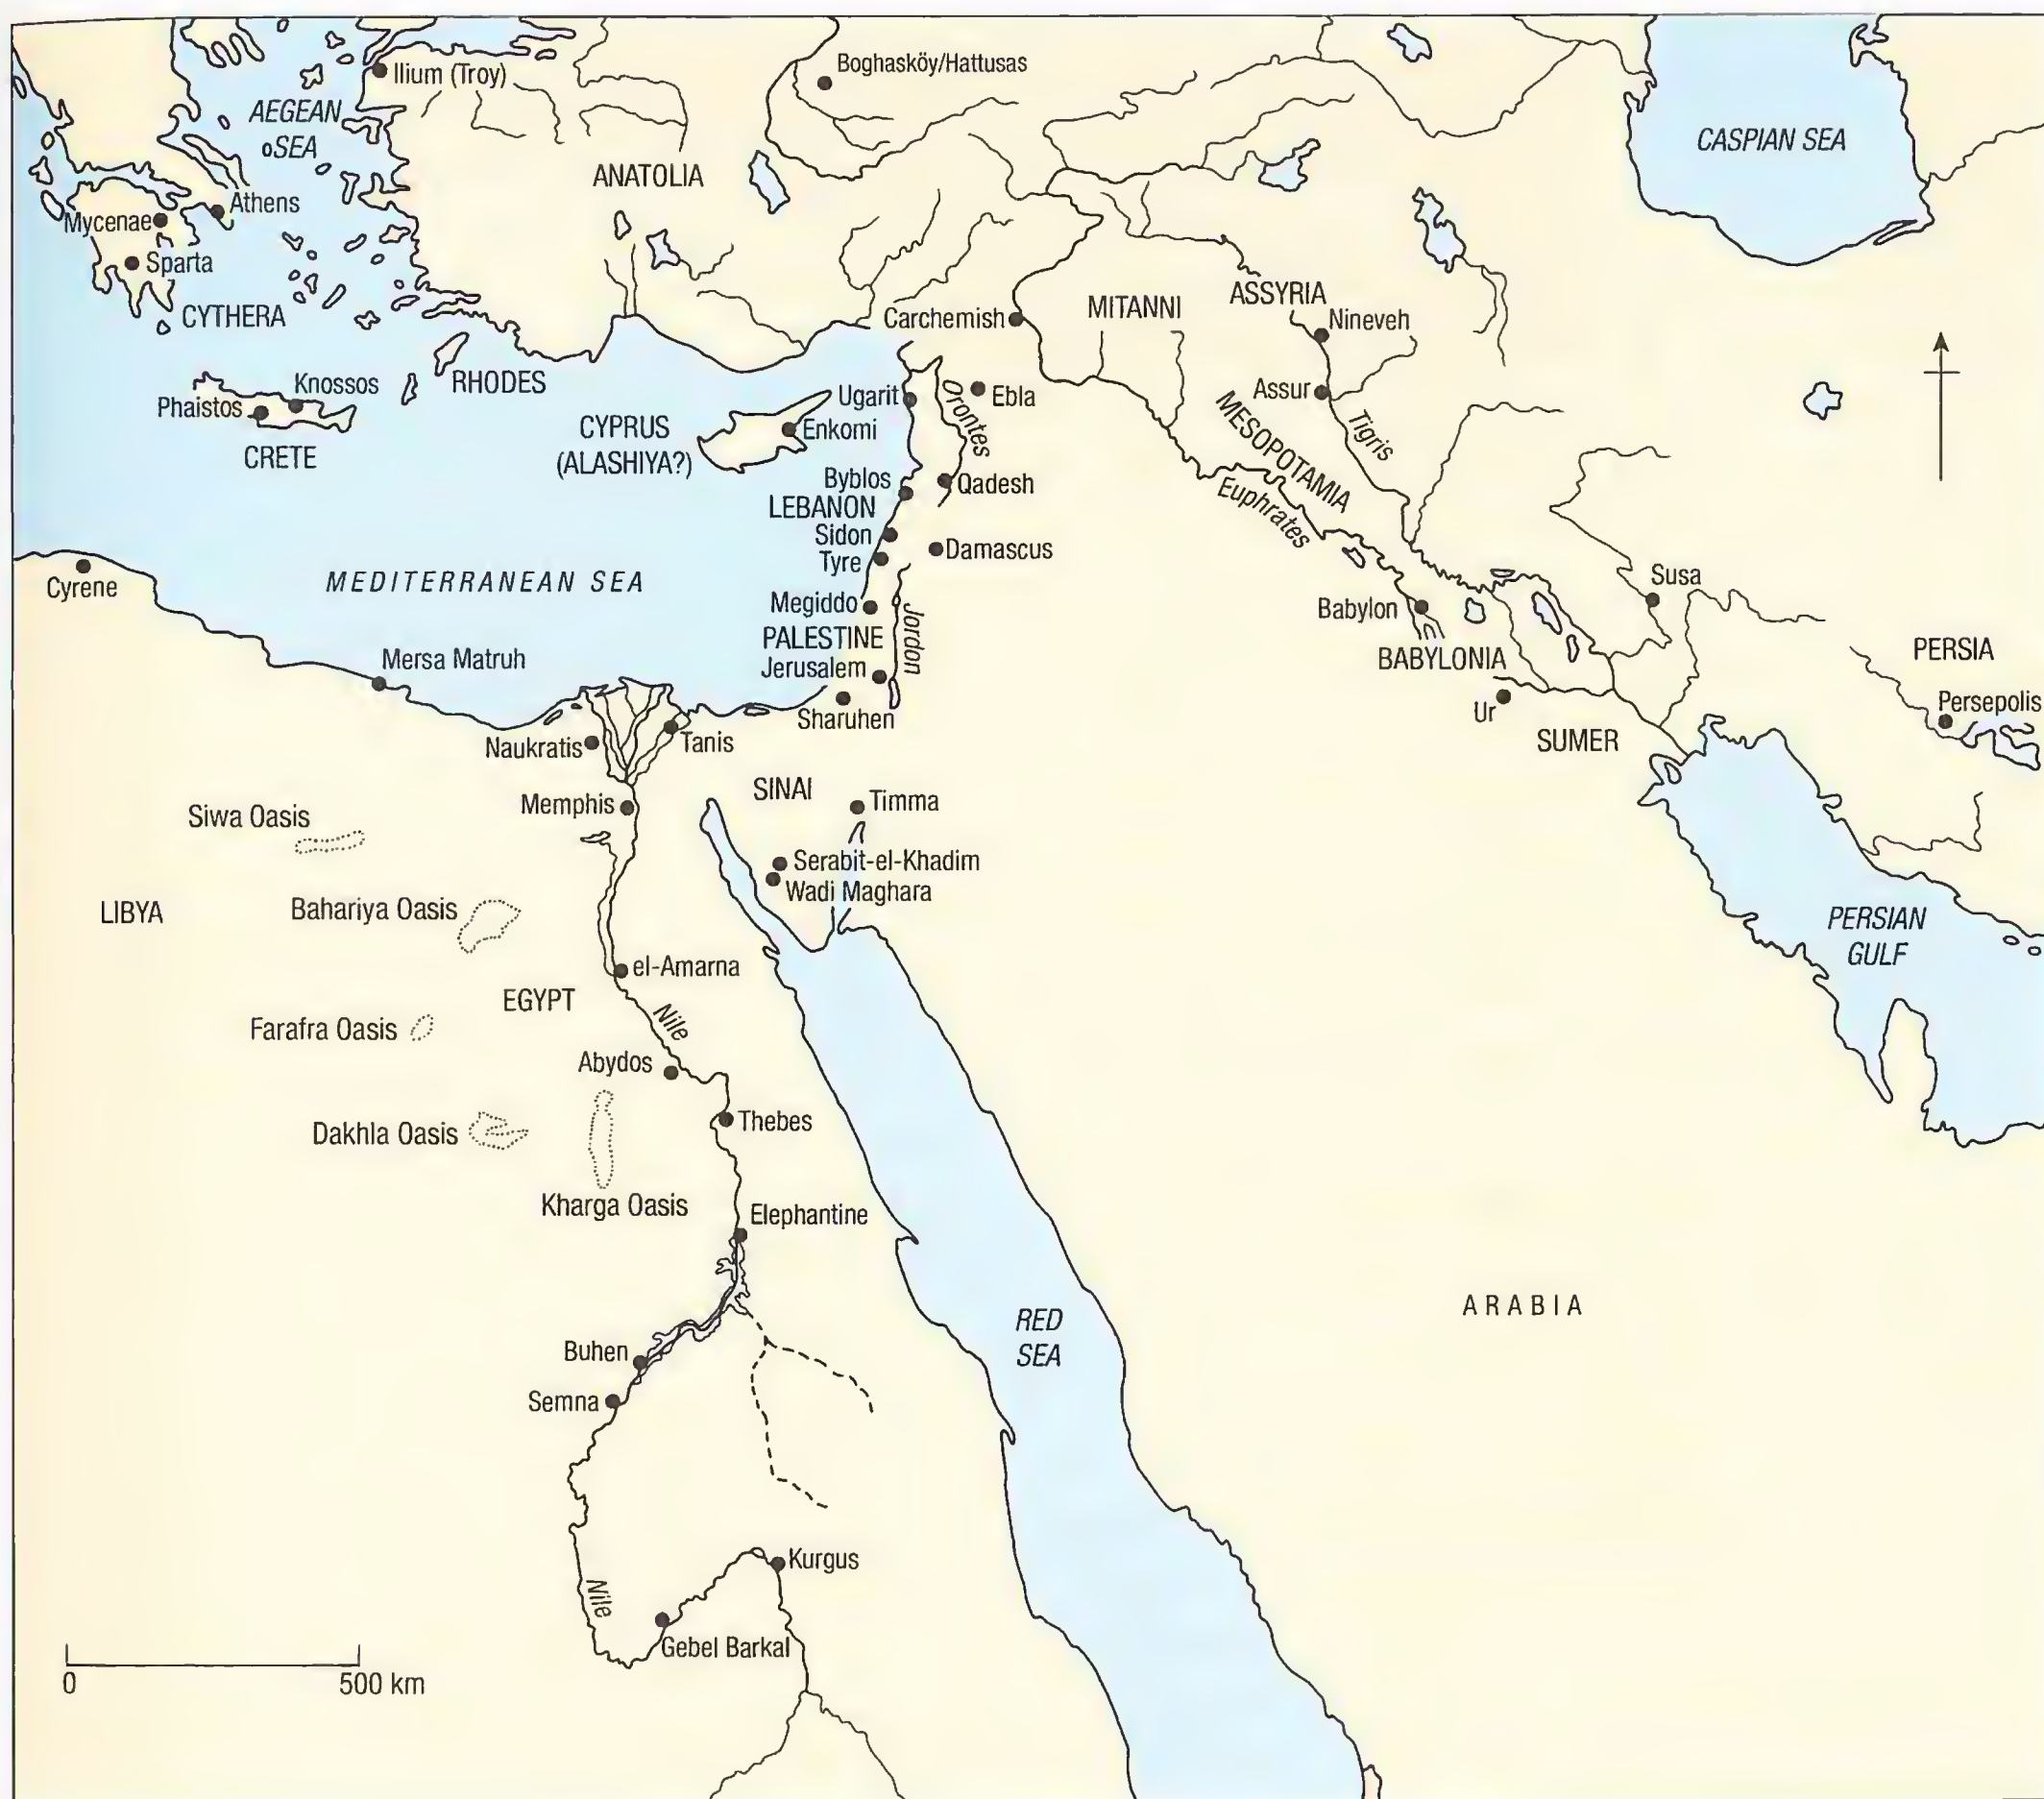 Ilium (Troy)
Boghasköy/Hattusas
AEGEAN
SEA
CASPIAN SEA
ANATOLIA
Athens
Mycenae
Sparta
CYTHERA
ASSYRIA
MITANNI
Carchemish
Nineveh
RHODES
Knossos
Phaistos
CRETE
Ugarit
Orontes
Ebla
Assur
Tigris
MESOPOTAMIA
Euphrates
CYPRUS
(ALASHIYA?)
Enkomi
Byblos
Qadesh
LEBANON
Sidon
Damascus
Tyre
Cyrene
MEDITERRANEAN SEA
Megiddo
Jordon
PALESTINE
Jerusalem
Sharuhen
Susa
Babylon
BABYLONIA
Ur
SUMER
PERSIA
Persepolis
Mersa Matruh
Naukratis
Tanis
SINAI
Memphis
Timma
Siwa Oasis
Serabit-el-Khadim
Wadi Maghara
LIBYA
Bahariya Oasis
PERSIAN
GULF
el-Amarna
EGYPT
Nile
Farafra Oasis
Abydos
Thebes
Dakhla Oasis
Kharga Oasis
Elephantine
RED
SEA
ARABIA
Buhen
Semna
Kurgus
Nile
Gebel Barkal
0
500 km